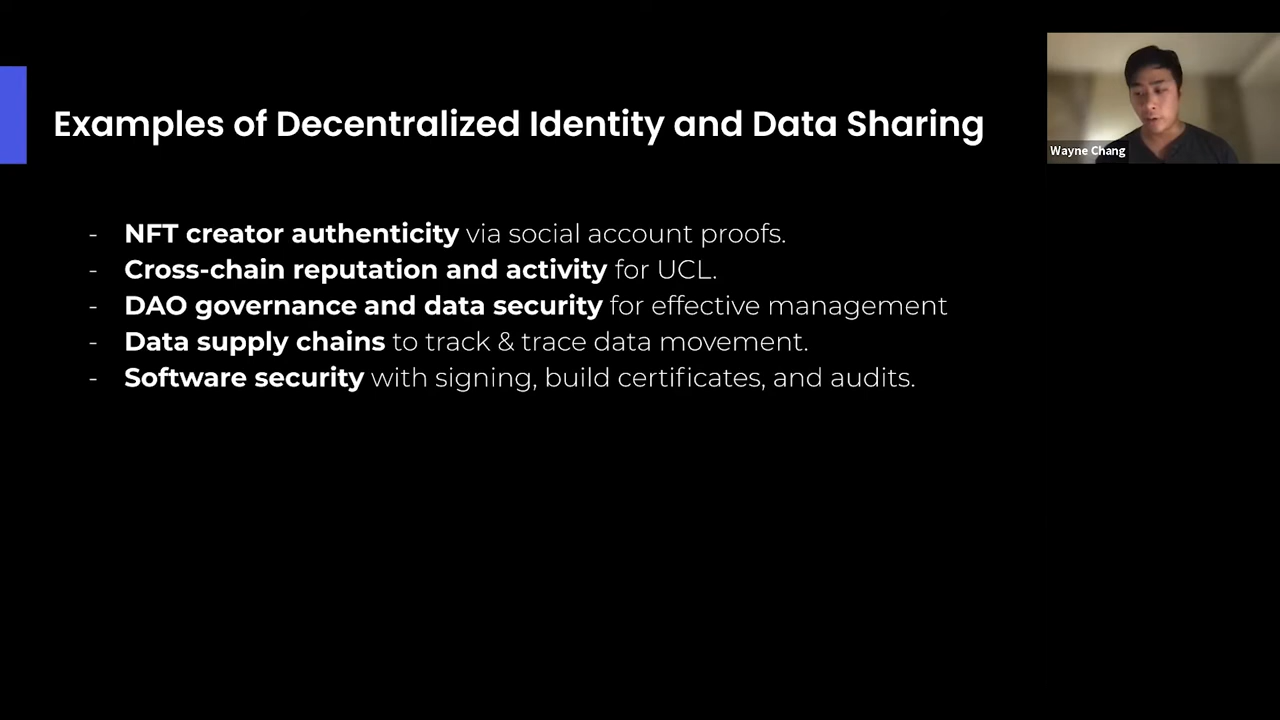 Examples of Decentralized Identity and Data Sharing
Wayne Chang
- NFT creator authenticity via social account proofs.
- Cross-chain reputation and activity for UCL.
- DAO governance and data security for effective management
- Data supply chains to track & trace data movement.
- Software security with signing, build certificates, and audits.